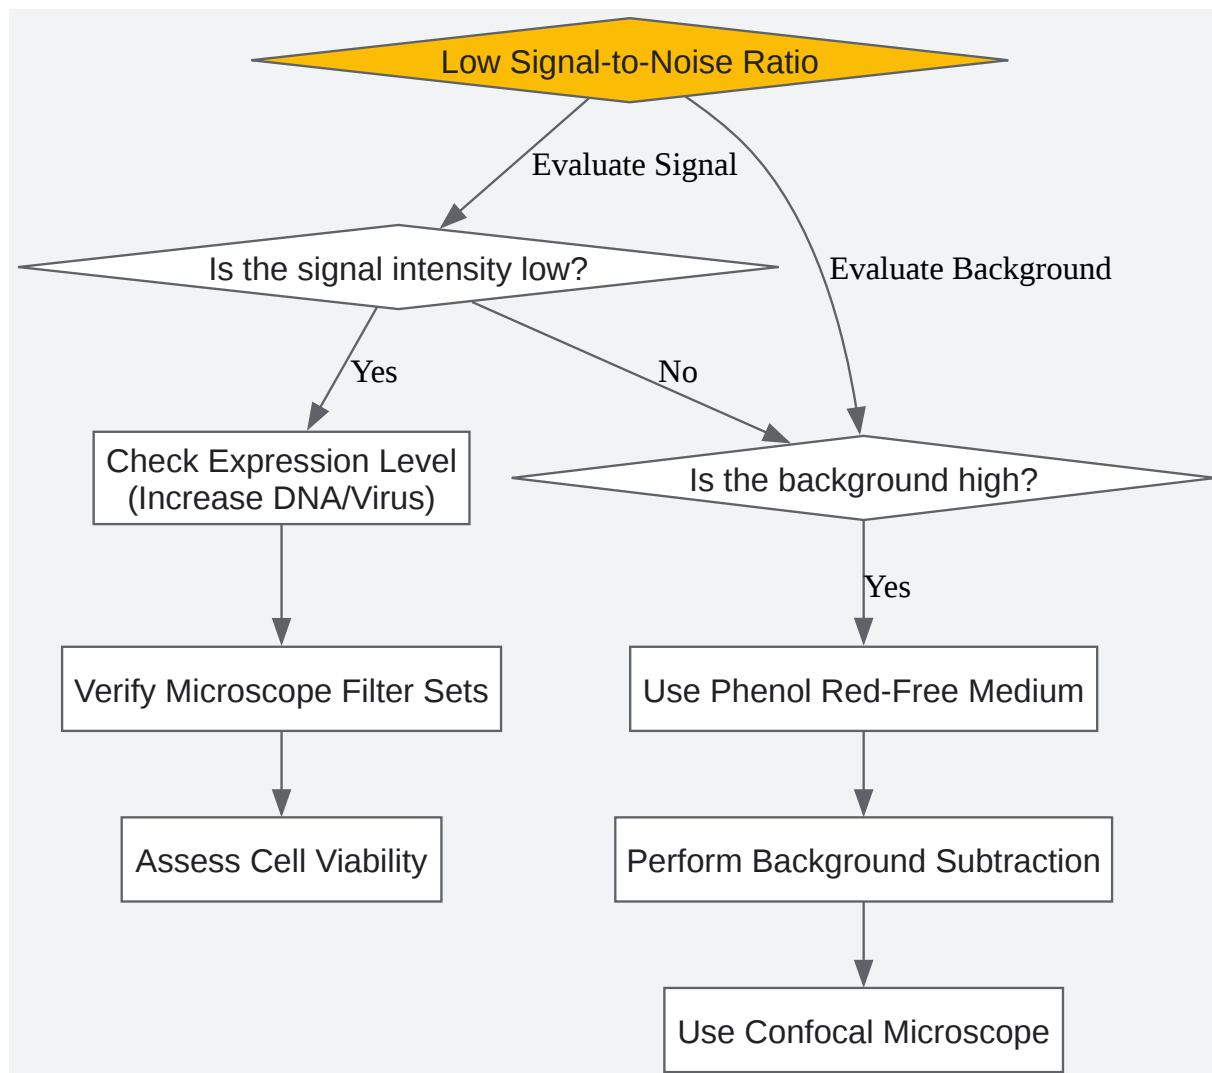 Low Signal-to-Noise Ratio
Evaluate Signal
Is the signal intensity low?
Evaluate Background
Yes
No
Check Expression Level
(Increase DNA/Virus)
Is the background high?
Yes
Verify Microscope Filter Sets
Use Phenol Red-Free Medium
Assess Cell Viability
Perform Background Subtraction
Use Confocal Microscope